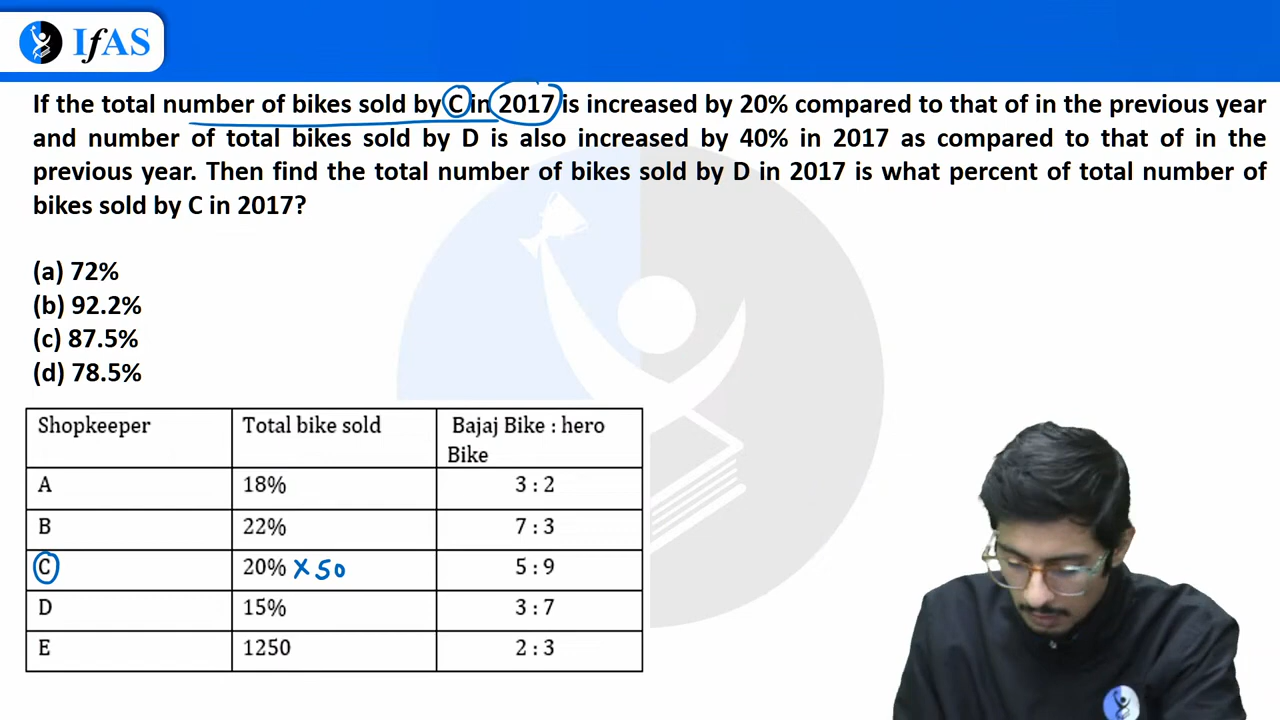 IfAS
If the total number of bikes sold by C in 2017 is increased by 20% compared to that of in the previous year
and number of total bikes sold by D is also increased by 40% in 2017 as compared to that of in the
previous year. Then find the total number of bikes sold by D in 2017 is what percent of total number of
bikes sold by C in 2017?
(a) 72%
(b) 92.2%
(c) 87.5%
(d) 78.5%
Shopkeeper Total bike sold Bajaj Bike : hero
Bike
A 18% 3 : 2
B 22% 7 : 3
C 20% × 50 5 : 9
D 15% 3 : 7
E 1250 2 : 3